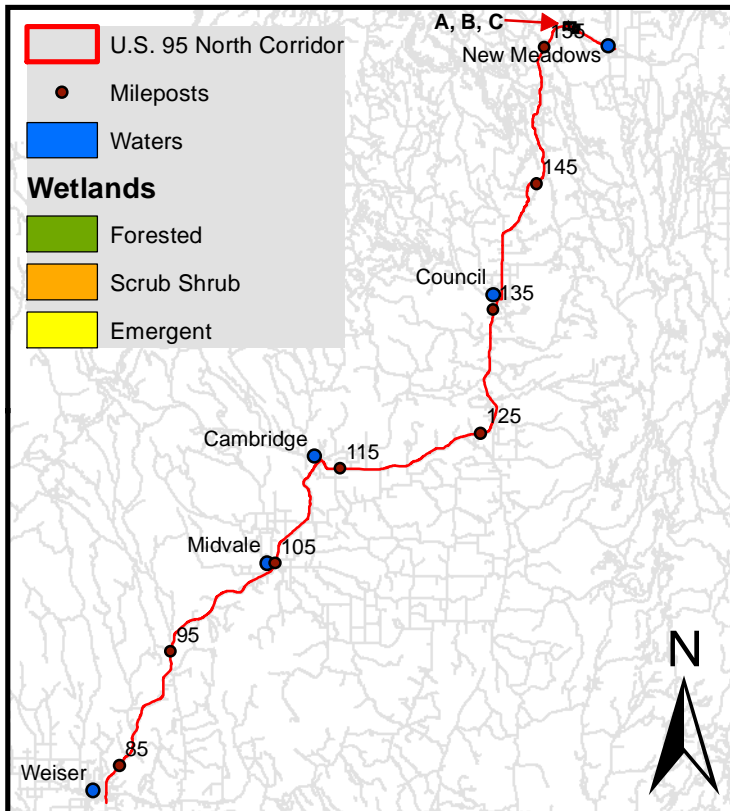 U.S. 95 North Corridor
Mileposts
Waters
Wetlands
Forested
Scrub Shrub
Emergent
A, B, C
155
New Meadows
145
Council
135
125
Cambridge
115
Midvale
105
95
N
85
Weiser